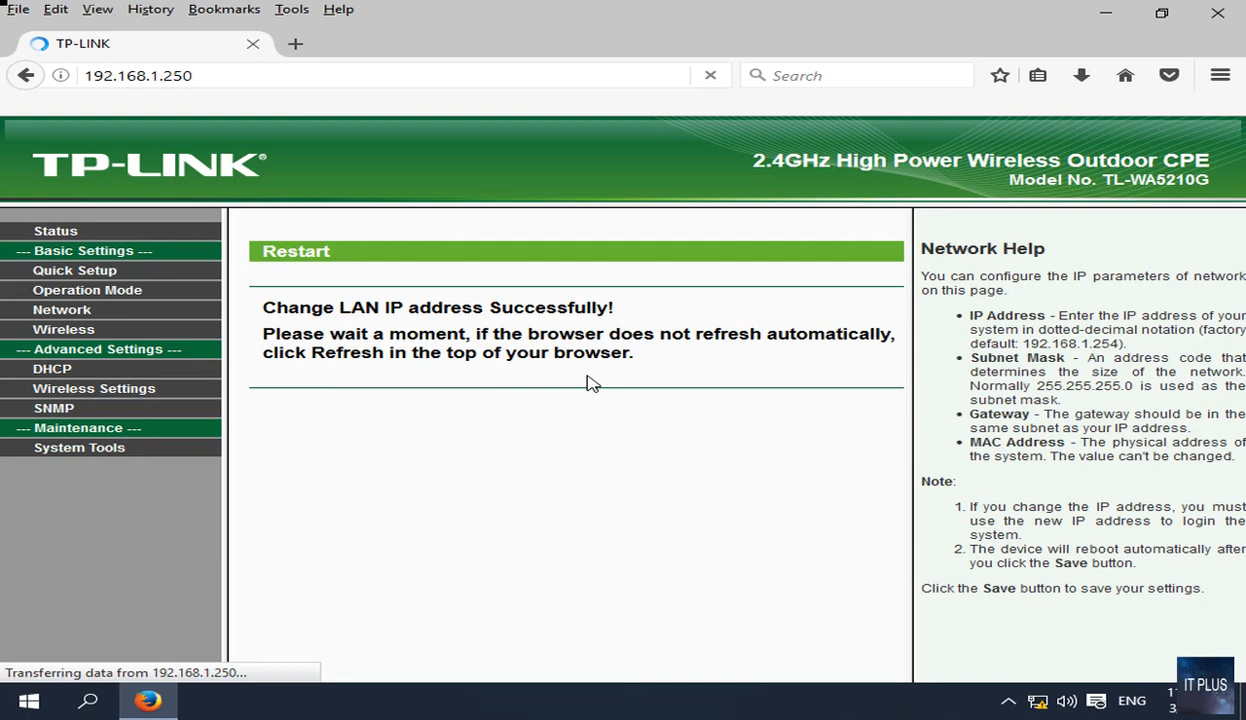 File Edit View History Bookmarks Tools Help
TP-LINK
192.168.1.250
Search
TP-LINK®
2.4GHz High Power Wireless Outdoor CPE
Model No. TL-WA5210G
Status
--- Basic Settings ---
Quick Setup
Operation Mode
Network
Wireless
--- Advanced Settings ---
DHCP
Wireless Settings
SNMP
--- Maintenance ---
System Tools
Restart
Change LAN IP address Successfully!
Please wait a moment, if the browser does not refresh automatically,
click Refresh in the top of your browser.
Network Help
You can configure the IP parameters of network
on this page.
• IP Address - Enter the IP address of your
system in dotted-decimal notation (factory
default: 192.168.1.254).
• Subnet Mask - An address code that
determines the size of the network.
Normally 255.255.255.0 is used as the
subnet mask.
• Gateway - The gateway should be in the
same subnet as your IP address.
• MAC Address - The physical address of
the system. The value can't be changed.
Note:
1. If you change the IP address, you must
use the new IP address to login the
system.
2. The device will reboot automatically after
you click the Save button.
Click the Save button to save your settings.
Transferring data from 192.168.1.250...
ENG
IT PLUS